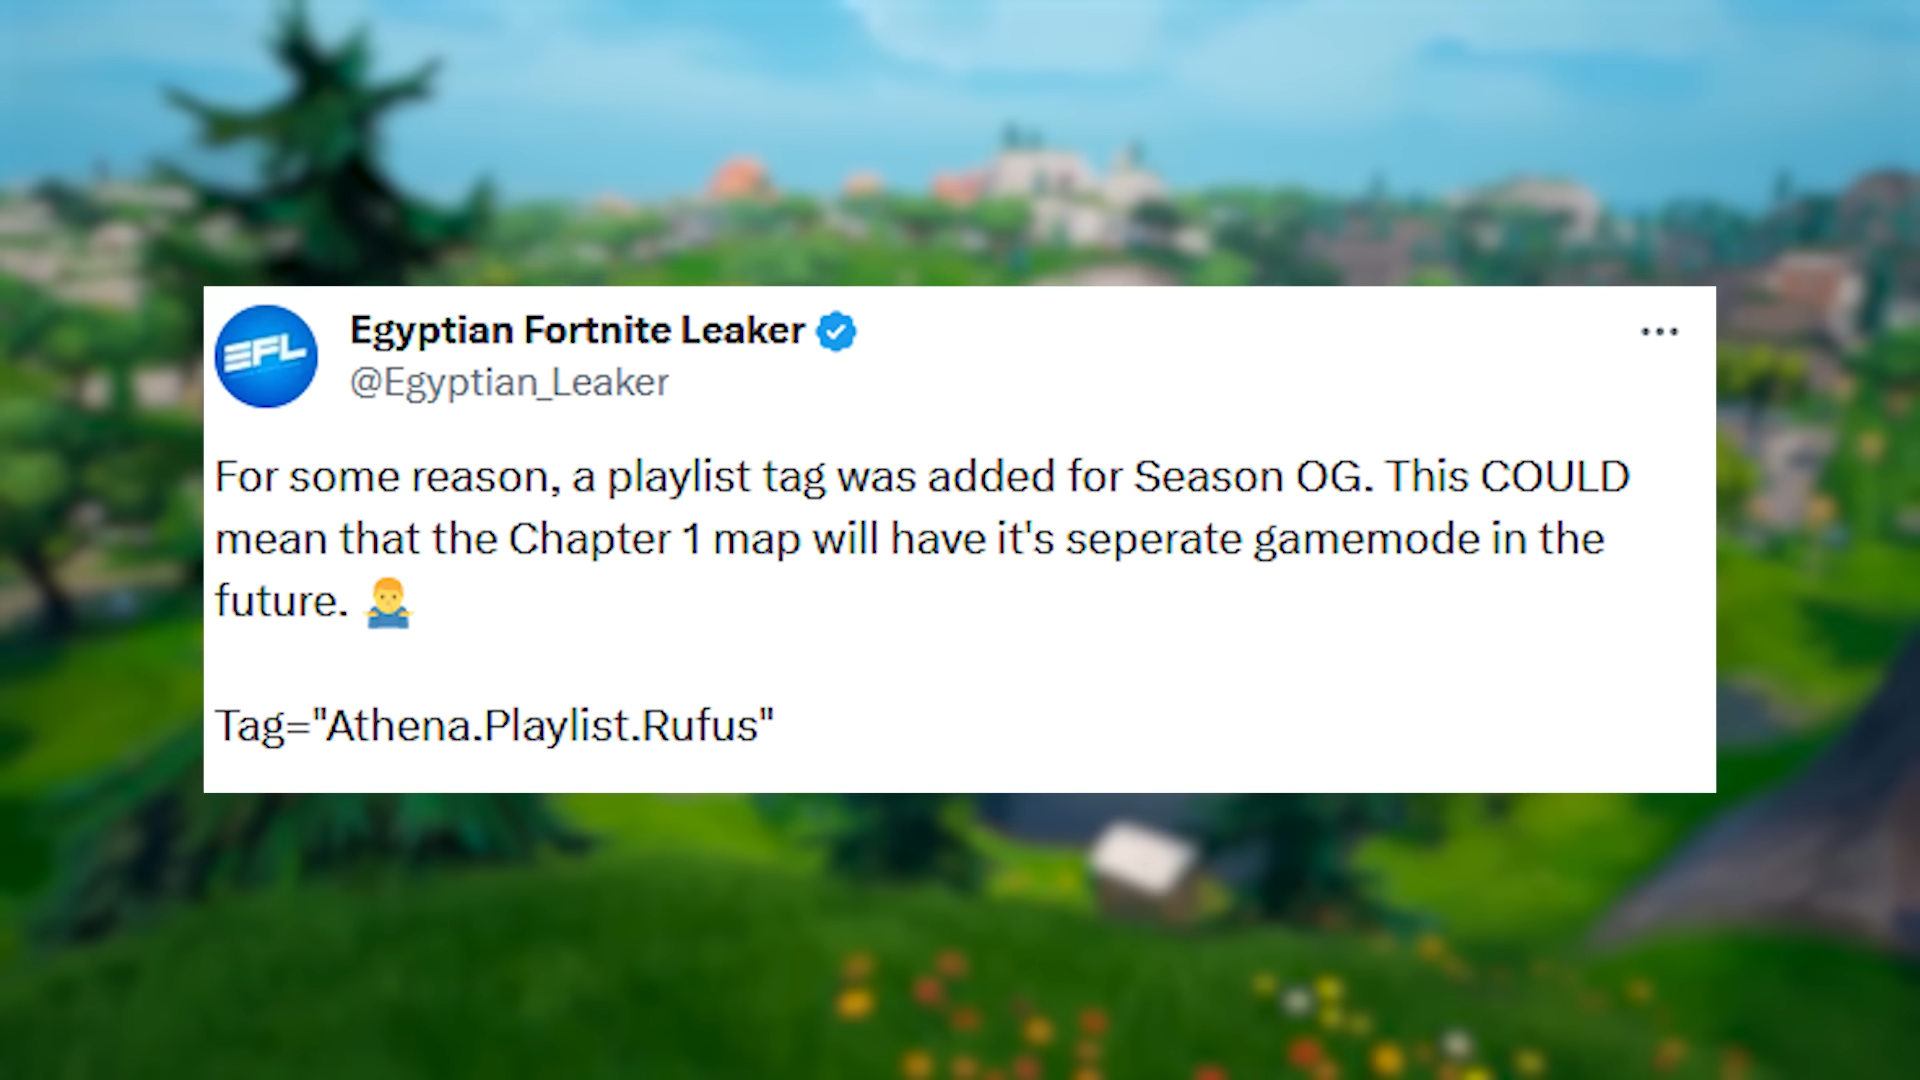 EFL
Egyptian Fortnite Leaker
@Egyptian_Leaker
For some reason, a playlist tag was added for Season OG. This COULD
mean that the Chapter 1 map will have it's seperate gamemode in the
future. 🤷‍♂️
Tag="Athena.Playlist.Rufus"